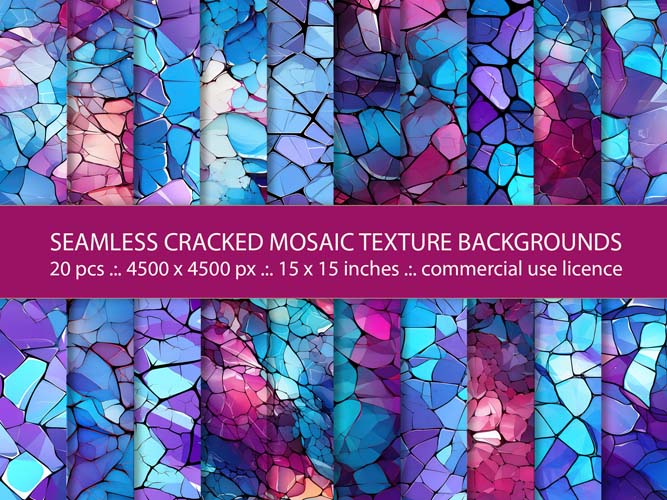 SEAMLESS CRACKED MOSAIC TEXTURE BACKGROUNDS
20 pcs .:. 4500 x 4500 px .:. 15 x 15 inches .:. commercial use licence